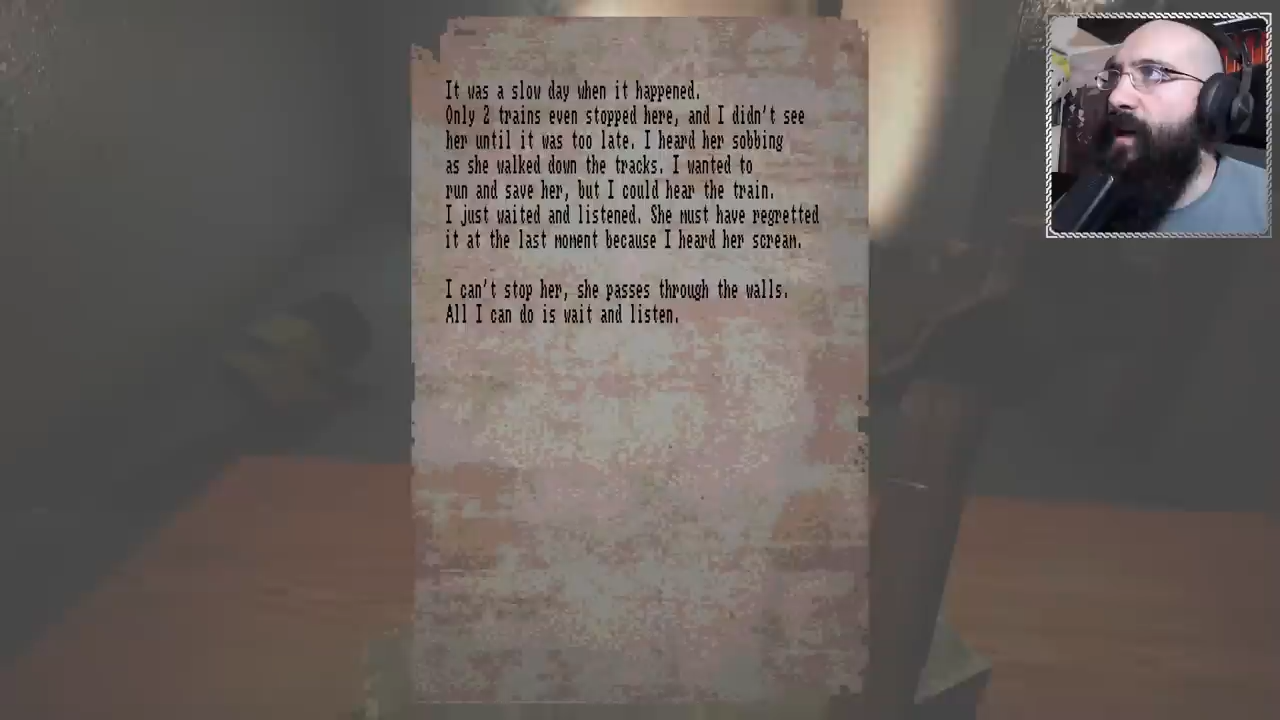 It was a slow day when it happened.
Only 2 trains even stopped here, and I didn't see
her until it was too late. I heard her sobbing
as she walked down the tracks. I wanted to
run and save her, but I could hear the train.
I just waited and listened. She must have regretted
it at the last moment because I heard her scream.
I can't stop her, she passes through the walls.
All I can do is wait and listen.